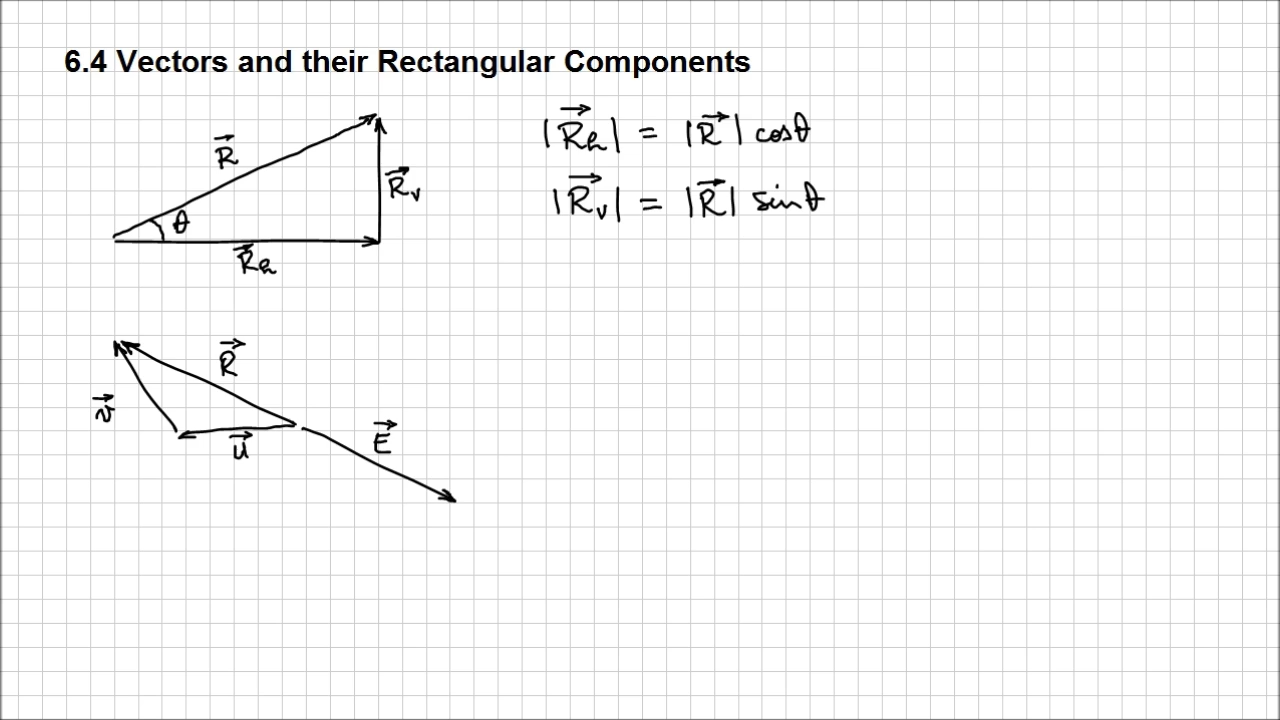 6.4 Vectors and their Rectangular Components
|R⃗h| = |R⃗| cosθ
R⃗
R⃗v
|R⃗v| = |R⃗| sinθ
θ
R⃗h
R⃗
v⃗
E⃗
u⃗